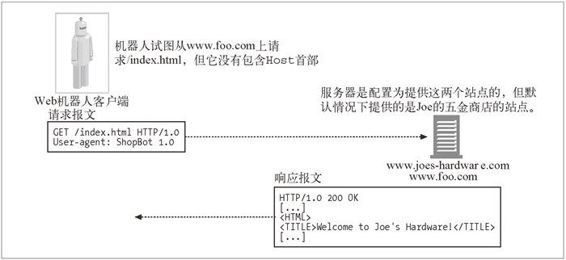 机器人试图从www.foo.com上请
求/index.html，但它没有包含Host首部
Web机器人客户端
请求报文
GET /index.html HTTP/1.0
User-agent: ShopBot 1.0
服务器是配置为提供这两个站点的，但默
认情况下提供的是Joe的五金商店的站点。
www.joes-hardware.com
www.foo.com
响应报文
HTTP/1.0 200 OK
[...]
<HTML>
<TITLE>Welcome to Joe's Hardware!</TITLE>
[...]